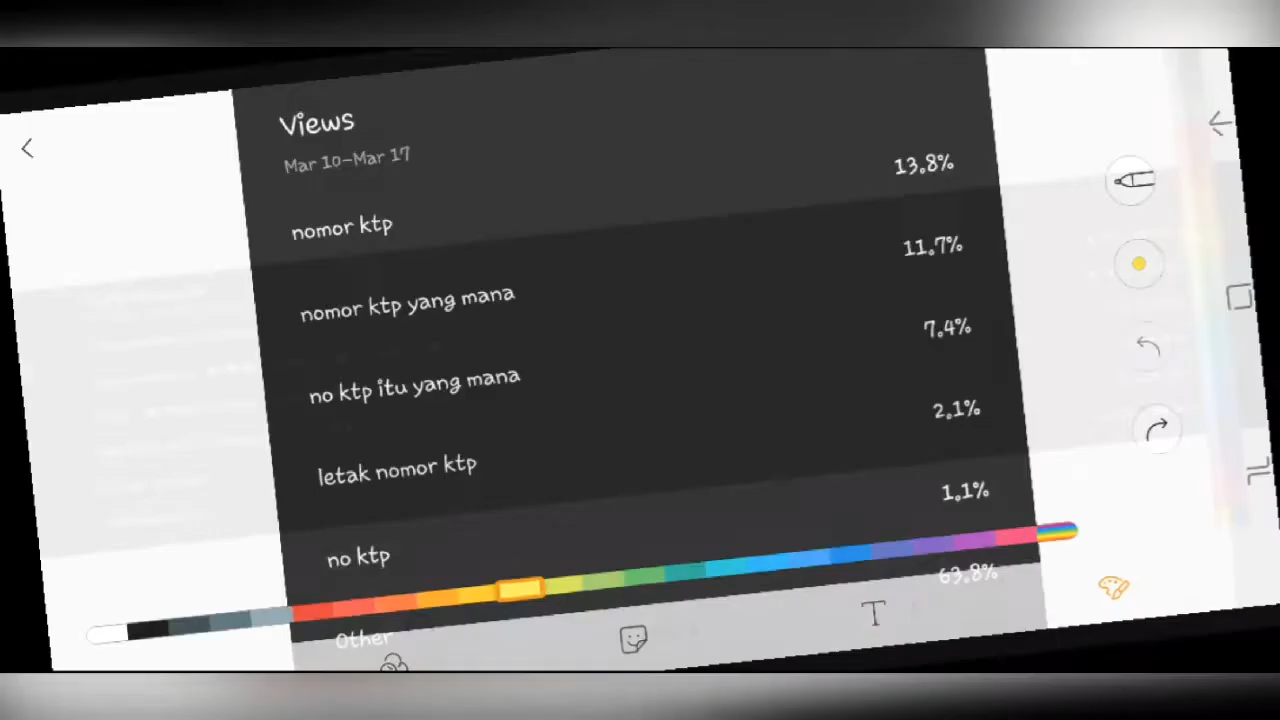 Views
Mar 10–Mar 17
nomor ktp 13,8%
nomor ktp yang mana 11,7%
no ktp itu yang mana 7,4%
letak nomor ktp 2,1%
no ktp 1,1%
Other 63,8%
T